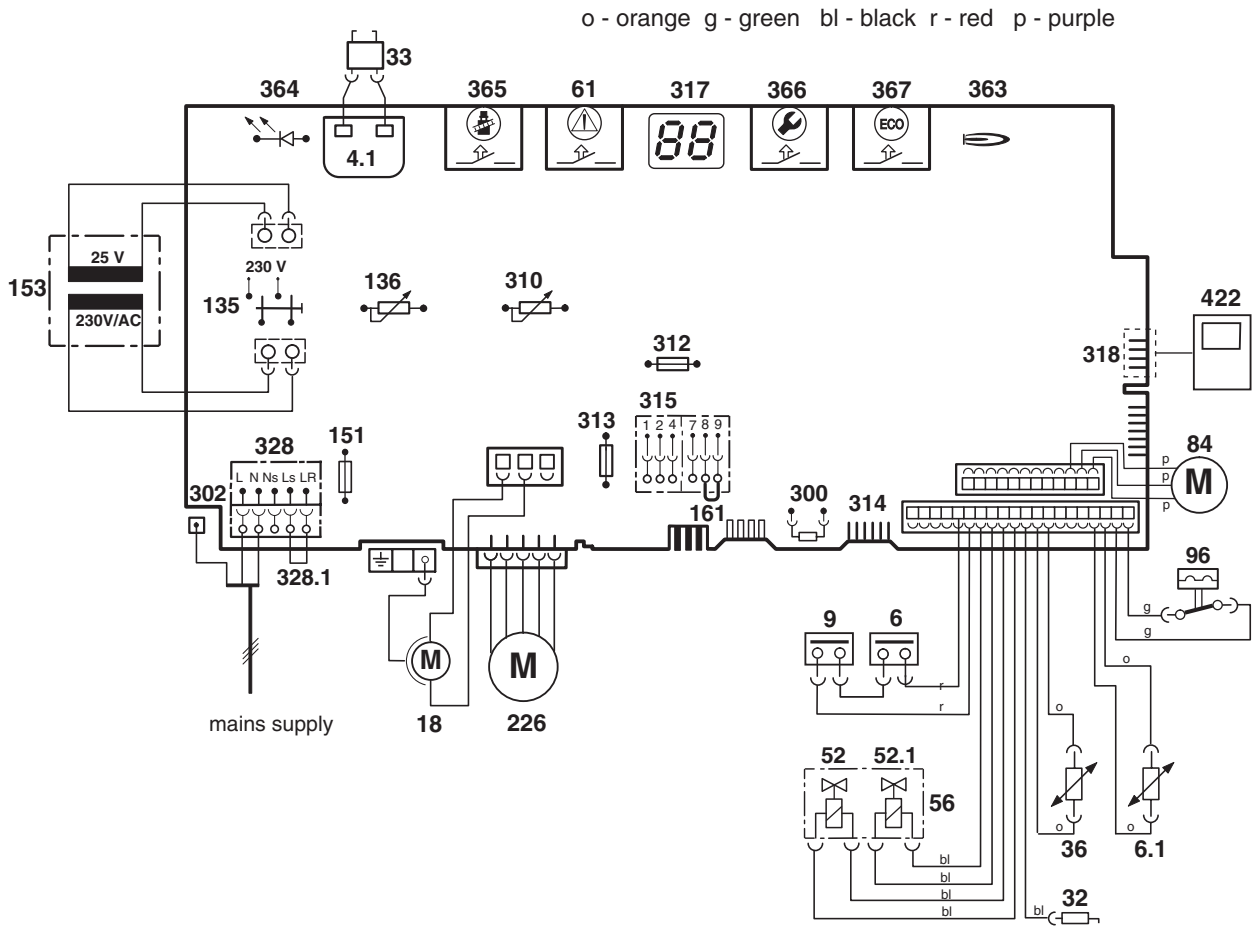 o - orange g - green bl - black r - red p - purple
33
364
365
61
317
366
367
363
ECO
88
4.1
25 V
153
230V/AC
230 V
135
136
310
422
318
312
315
313
1 2 4 7 8 9
328
151
L N Ns Ls LR
302
84
p
M
p
p
300
314
161
328.1
96
g
g
9
6
o
r
r
o
M
M
mains supply
18
226
52
52.1
56
o
o
36
6.1
bl
bl
bl
bl
bl
32